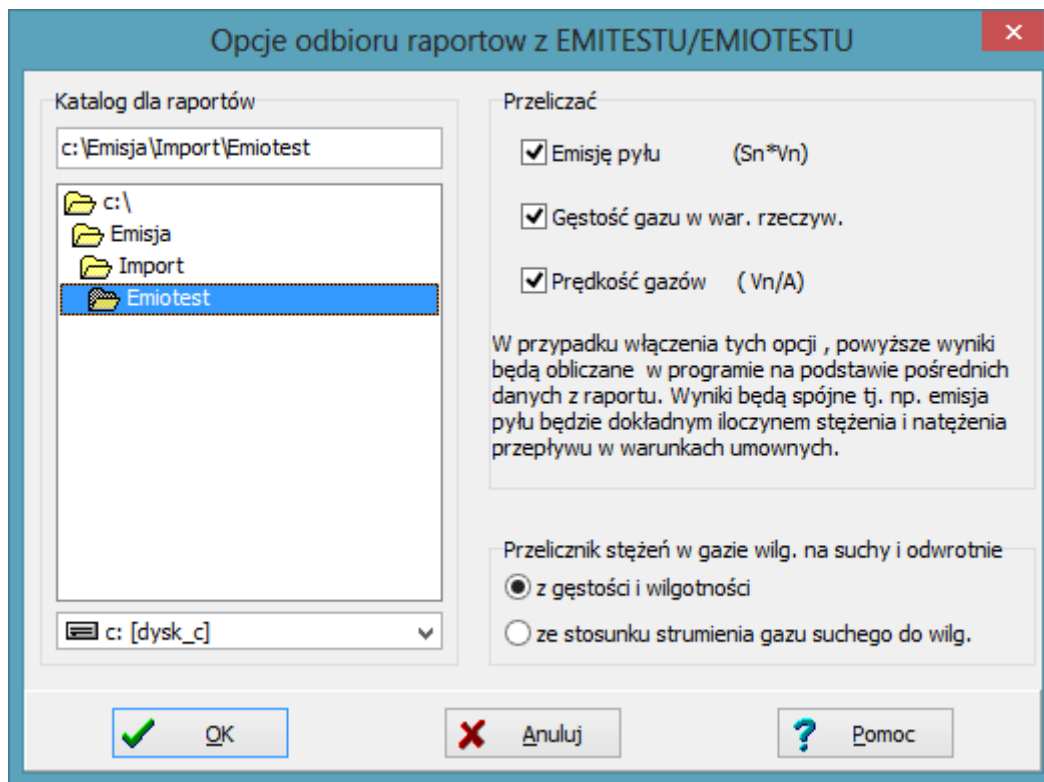 Opcje odbioru raportow z EMITESTU/EMIOTESTU
Katalog dla raportów
c:\Emisja\Import\Emiotest
c:\
Emisja
Import
Emiotest
c: [dysk_c]
Przeliczać
Emisję pyłu (Sn*Vn)
Gęstość gazu w war. rzeczyw.
Prędkość gazów ( Vn/A)
W przypadku włączenia tych opcji , powyższe wyniki
będą obliczane w programie na podstawie pośrednich
danych z raportu. Wyniki będą spójne tj. np. emisja
pyłu będzie dokładnym iloczynem stężenia i natężenia
przepływu w warunkach umownych.
Przelicznik stężeń w gazie wilg. na suchy i odwrotnie
z gęstości i wilgotności
ze stosunku strumienia gazu suchego do wilg.
OK
Anuluj
Pomoc